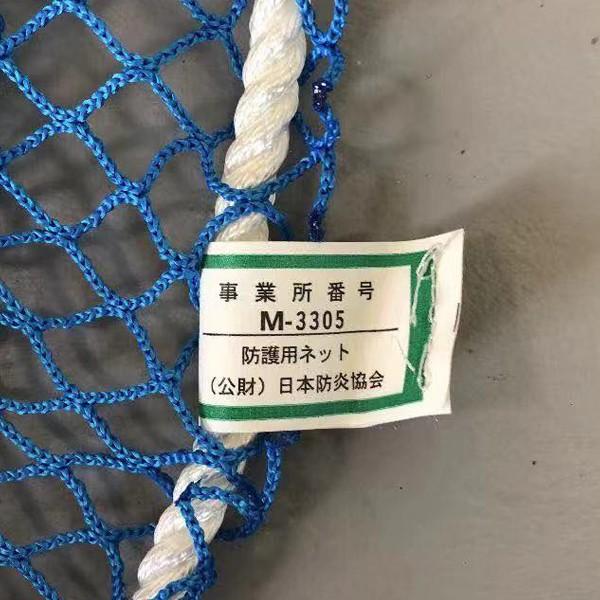 事業所番号
M-3305
防護用ネット
（公財）日本防炎協会